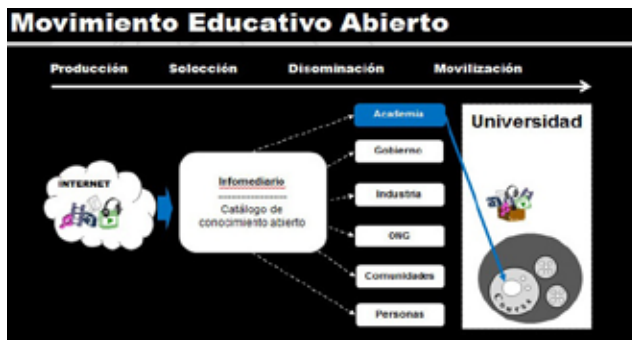 Movimiento Educativo Abierto
Producción Selección Diseminación Movilización
INTERNET
Infomediario
Catálogo de
conocimiento abierto
Academia
Gobierno
Industria
ONG
Comunidades
Personas
Universidad
Course